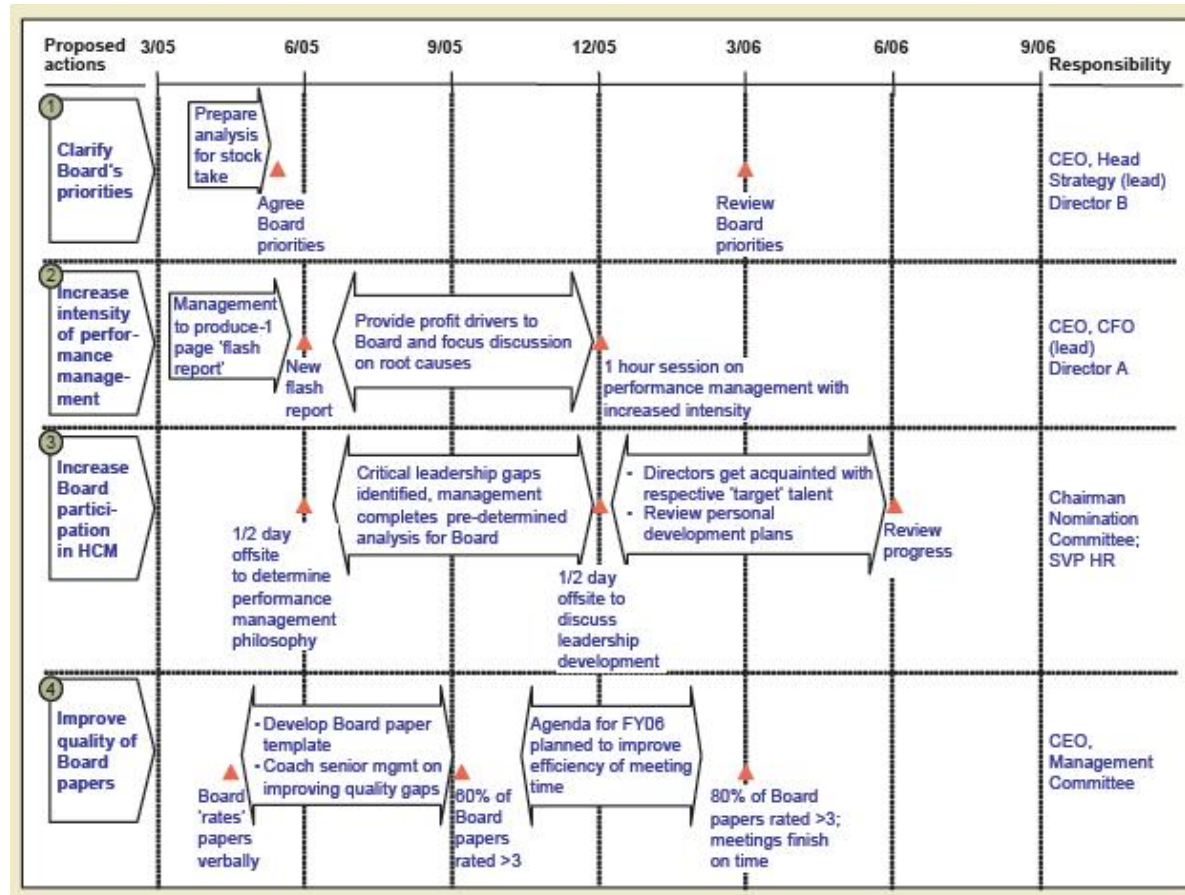 Proposed
actions
3/05
6/05
9/05
12/05
3/06
6/06
9/06
Responsibility
1
Clarify
Board's
priorities
Prepare
analysis
for stock
take
Agree
Board
priorities
Review
Board
priorities
CEO, Head
Strategy (lead)
Director B
2
Increase
intensity
of perfor-
mance
manage-
ment
Management
to produce-1
page 'flash
report'
New
flash
report
Provide profit drivers to
Board and focus discussion
on root causes
1 hour session on
performance management with
increased intensity
CEO, CFO
(lead)
Director A
3
Increase
Board
partici-
pation
in HCM
1/2 day
offsite
to determine
performance
management
philosophy
Critical leadership gaps
identified, management
completes pre-determined
analysis for Board
1/2 day
offsite to
discuss
leadership
development
• Directors get acquainted with
respective 'target' talent
• Review personal
development plans
Review
progress
Chairman
Nomination
Committee;
SVP HR
4
Improve
quality of
Board
papers
Board
'rates'
papers
verbally
• Develop Board paper
template
• Coach senior mgmt on
improving quality gaps
60% of
Board
papers
rated >3
Agenda for FY06
planned to improve
efficiency of meeting
time
80% of Board
papers rated >3;
meetings finish
on time
CEO,
Management
Committee